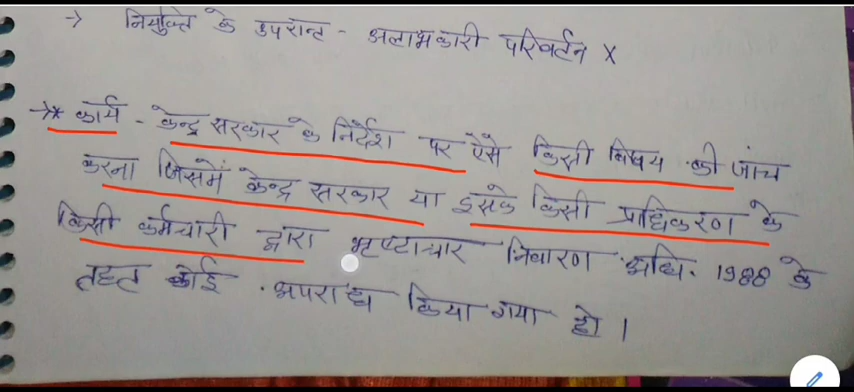 → नियुक्ति के उपरान्त - अलाभकारी परिवर्तन X
→* कार्य - केन्द्र सरकार के निर्देश पर ऐसे किसी विषय की जांच
करना जिसमें केन्द्र सरकार या इसके किसी प्राधिकरण के
किसी कर्मचारी द्वारा भ्रष्टाचार निवारण अधि. 1988 के
तहत कोई अपराध किया गया हो ।